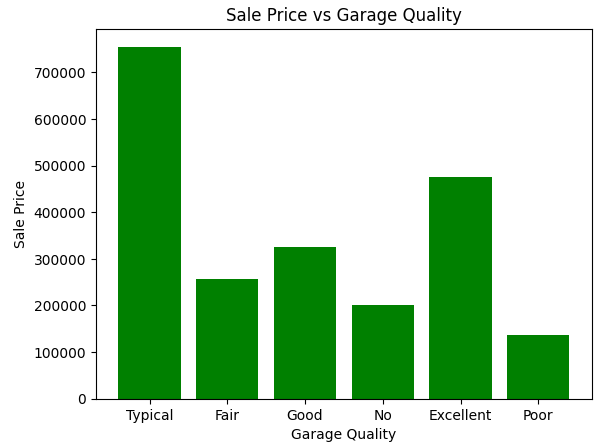 Sale Price vs Garage Quality
Sale Price
700000
600000
500000
400000
300000
200000
100000
0
Typical Fair Good No Excellent Poor
Garage Quality